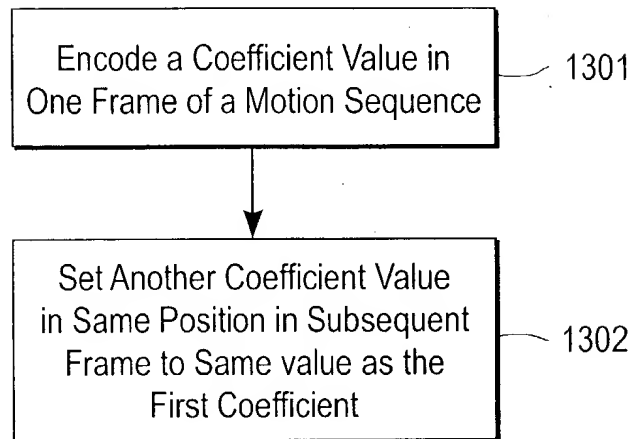 Encode a Coefficient Value in
One Frame of a Motion Sequence
1301
Set Another Coefficient Value
in Same Position in Subsequent
Frame to Same value as the
First Coefficient
1302